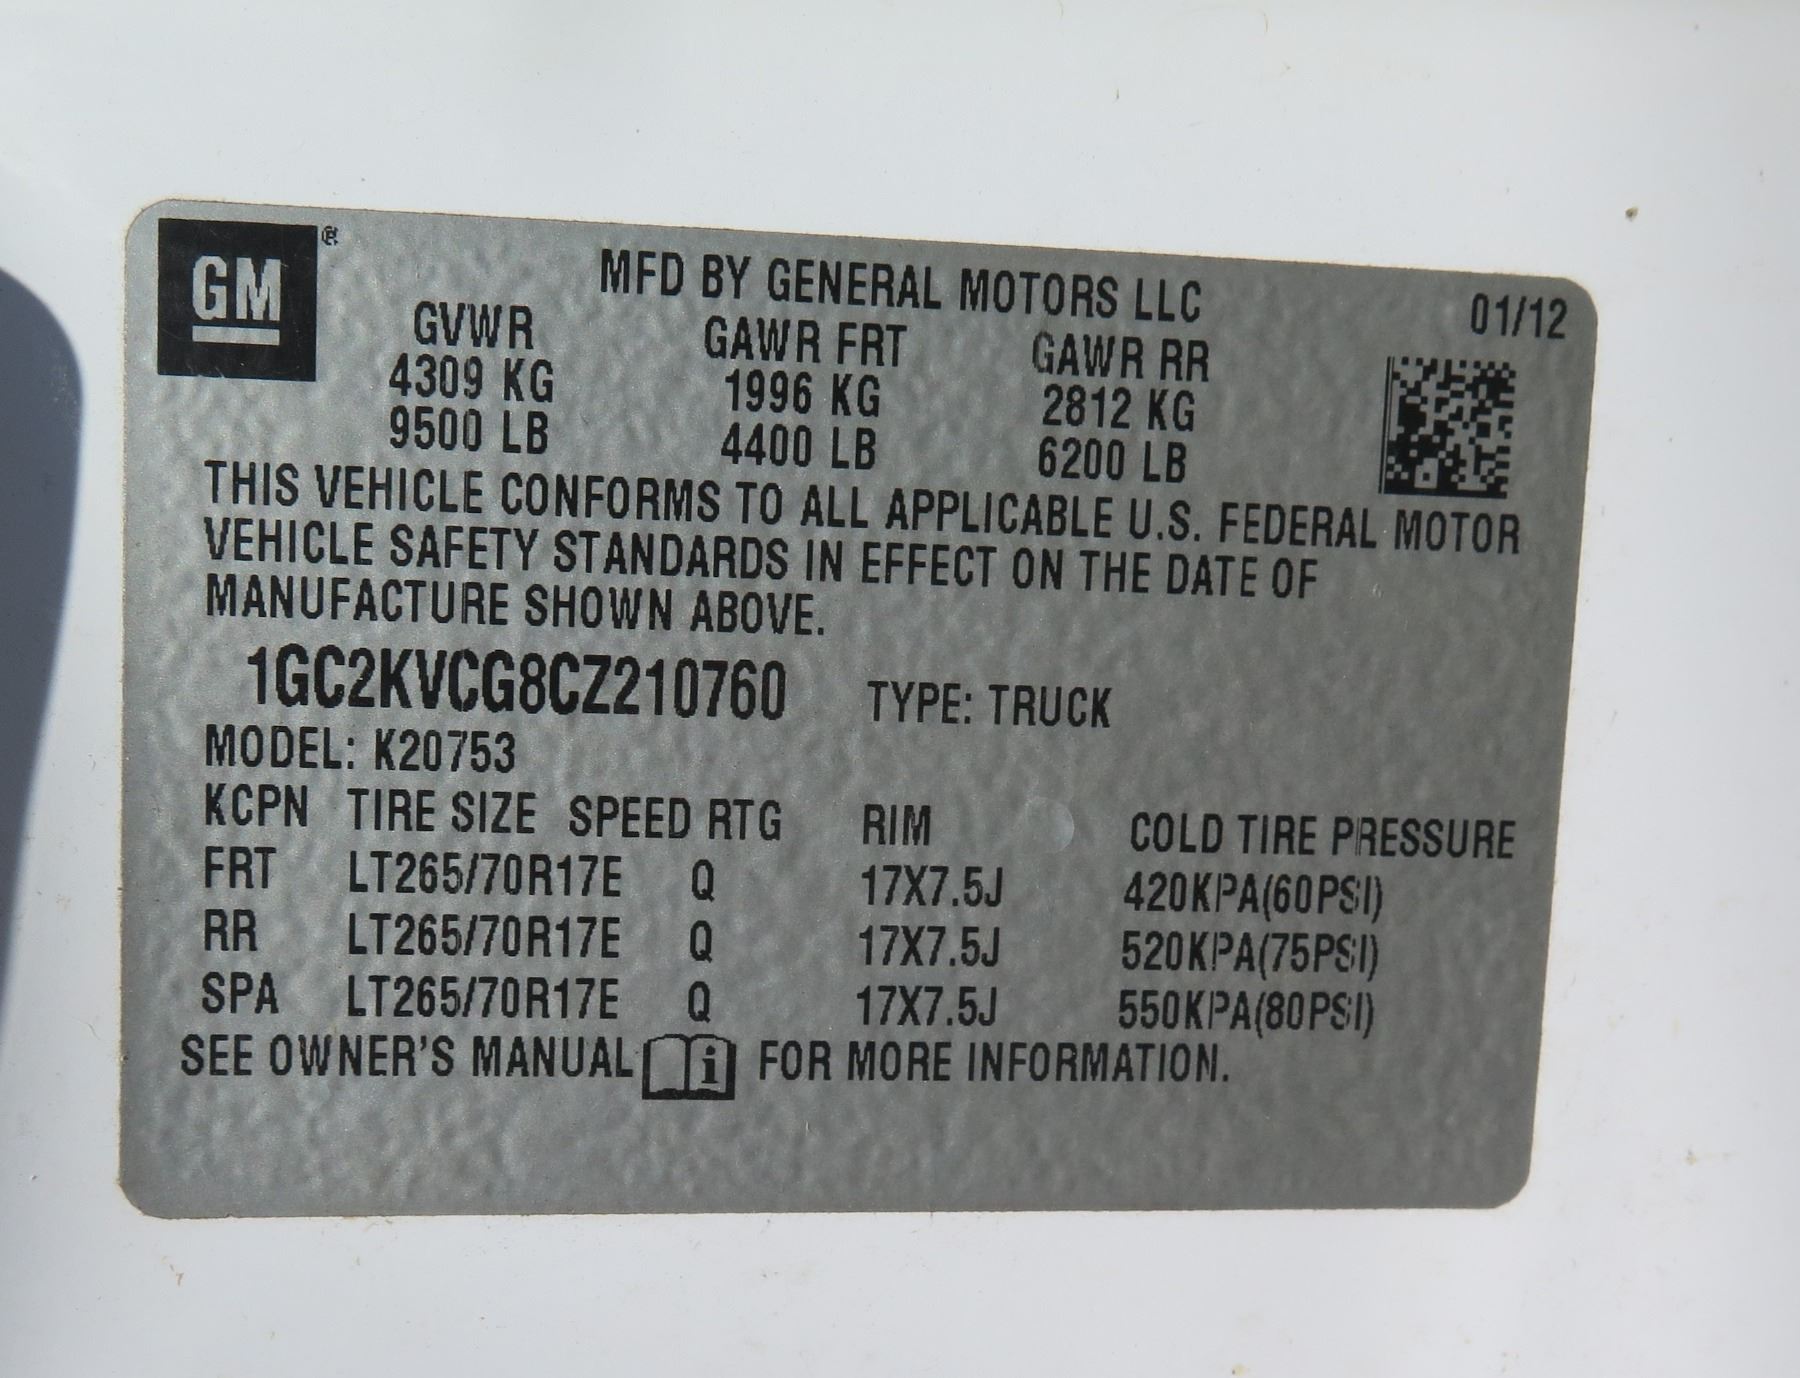 GM®
MFD BY GENERAL MOTORS LLC
01/12
GVWR GAWR FRT GAWR RR
4309 KG 1996 KG 2812 KG
9500 LB 4400 LB 6200 LB
THIS VEHICLE CONFORMS TO ALL APPLICABLE U.S. FEDERAL MOTOR
VEHICLE SAFETY STANDARDS IN EFFECT ON THE DATE OF
MANUFACTURE SHOWN ABOVE.
1GC2KVCG8CZ210760 TYPE: TRUCK
MODEL: K20753
KCPN TIRE SIZE SPEED RTG RIM COLD TIRE PRESSURE
FRT LT265/70R17E Q 17X7.5J 420KPA(60PSI)
RR LT265/70R17E Q 17X7.5J 520KPA(75PSI)
SPA LT265/70R17E Q 17X7.5J 550KPA(80PSI)
SEE OWNER'S MANUAL i FOR MORE INFORMATION.